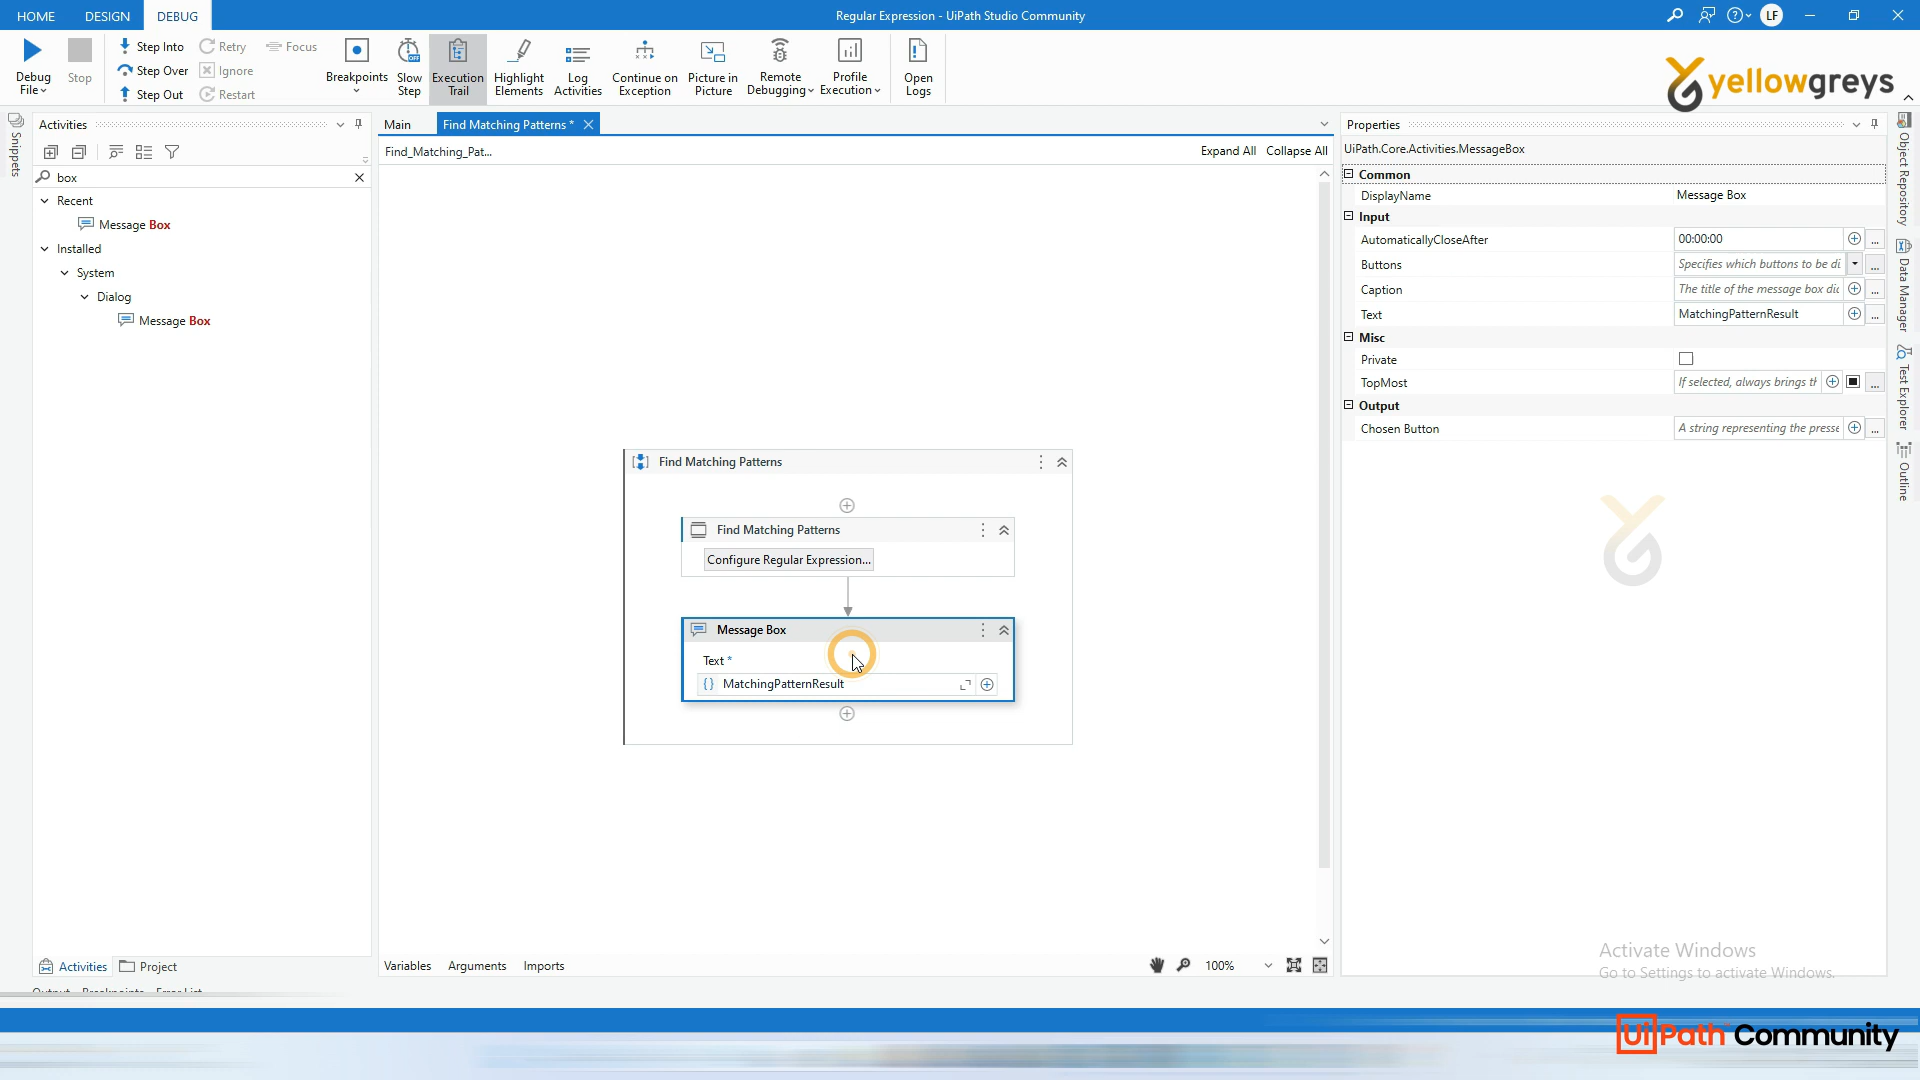 HOME DESIGN DEBUG Regular Expression - UiPath Studio Community LF
Debug File Stop Step Into Step Over Step Out Retry Ignore Restart Focus Breakpoints Slow Step Execution Trail Highlight Elements Log Activities Continue on Exception Picture in Picture Remote Debugging Profile Execution Open Logs
yellowgreys
Snippets
Activities
box
Recent
Message Box
Installed
System
Dialog
Message Box
Activities Project
Main Find Matching Patterns *
Find_Matching_Pat... Expand All Collapse All
Find Matching Patterns
Find Matching Patterns
Configure Regular Expression...
Message Box
Text *
{} MatchingPatternResult
Variables Arguments Imports 100%
Properties
UiPath.Core.Activities.MessageBox
Common
DisplayName Message Box
Input
AutomaticallyCloseAfter 00:00:00 ...
Buttons Specifies which buttons to be di ...
Caption The title of the message box dia ...
Text MatchingPatternResult ...
Misc
Private
TopMost If selected, always brings th ...
Output
Chosen Button A string representing the presse ...
Object Repository
Data Manager
Test Explorer
Outline
Activate Windows
Go to Settings to activate Windows.
Output Breakpoints Error List
UiPath Community